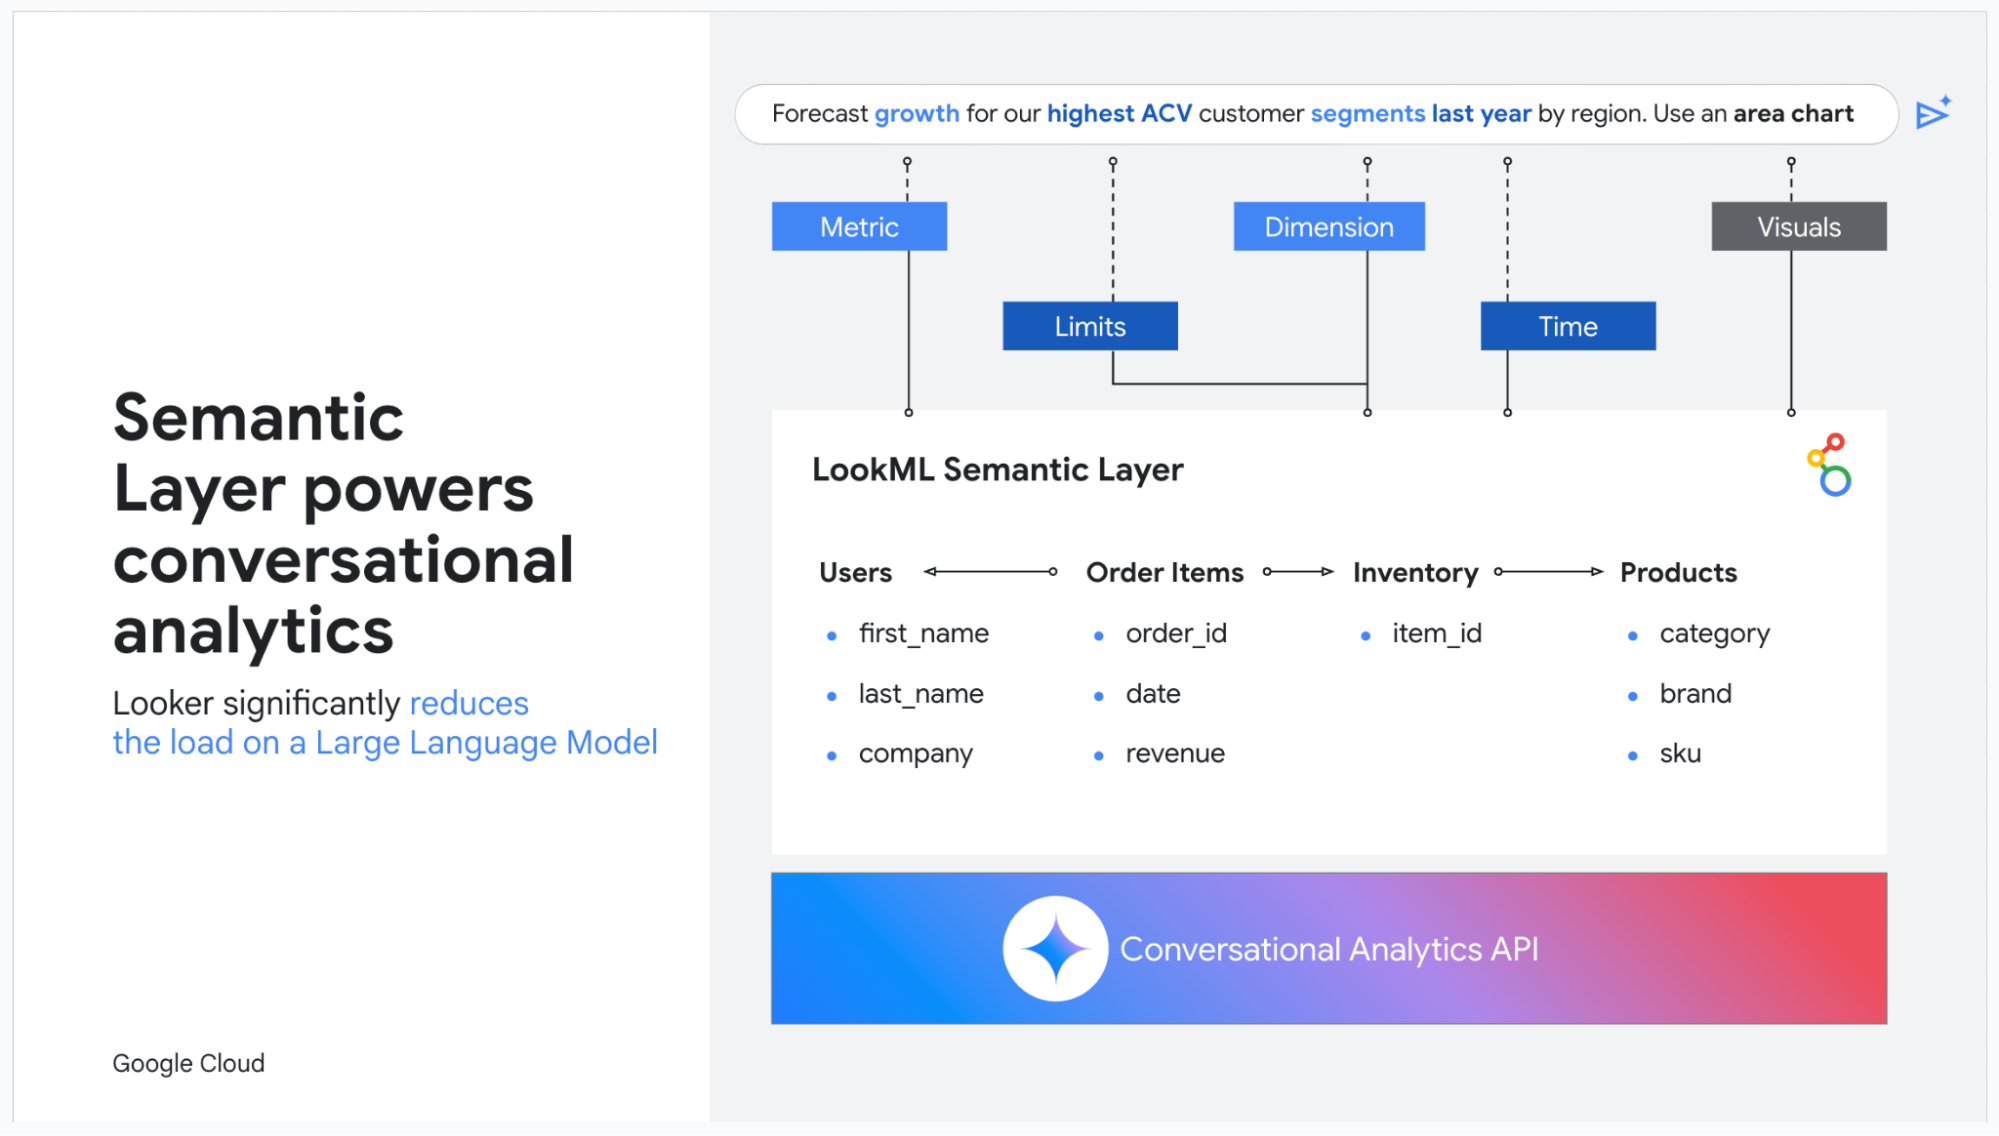 Semantic
Layer powers
conversational
analytics
Looker significantly reduces
the load on a Large Language Model
Google Cloud
Forecast growth for our highest ACV customer segments last year by region. Use an area chart
Metric
Dimension
Visuals
Limits
Time
LookML Semantic Layer
Users
Order Items
Inventory
Products
first_name
order_id
item_id
category
last_name
date
brand
company
revenue
sku
Conversational Analytics API